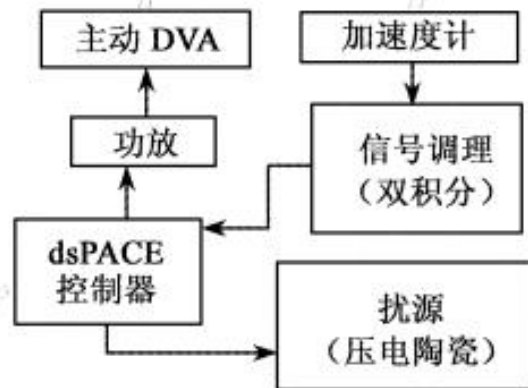 主动 DVA
加速度计
功放
信号调理
（双积分）
dsPACE
控制器
扰源
（压电陶瓷）